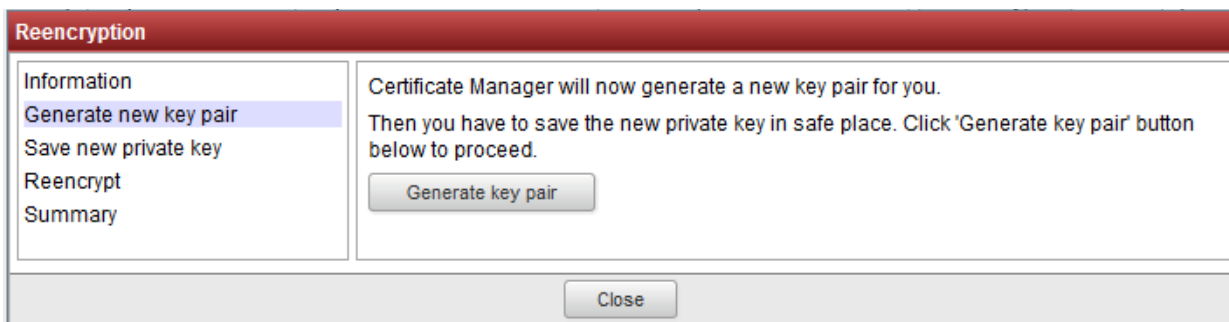 Reencryption
Information
Generate new key pair
Save new private key
Reencrypt
Summary
Certificate Manager will now generate a new key pair for you.
Then you have to save the new private key in safe place. Click 'Generate key pair' button
below to proceed.
Generate key pair
Close